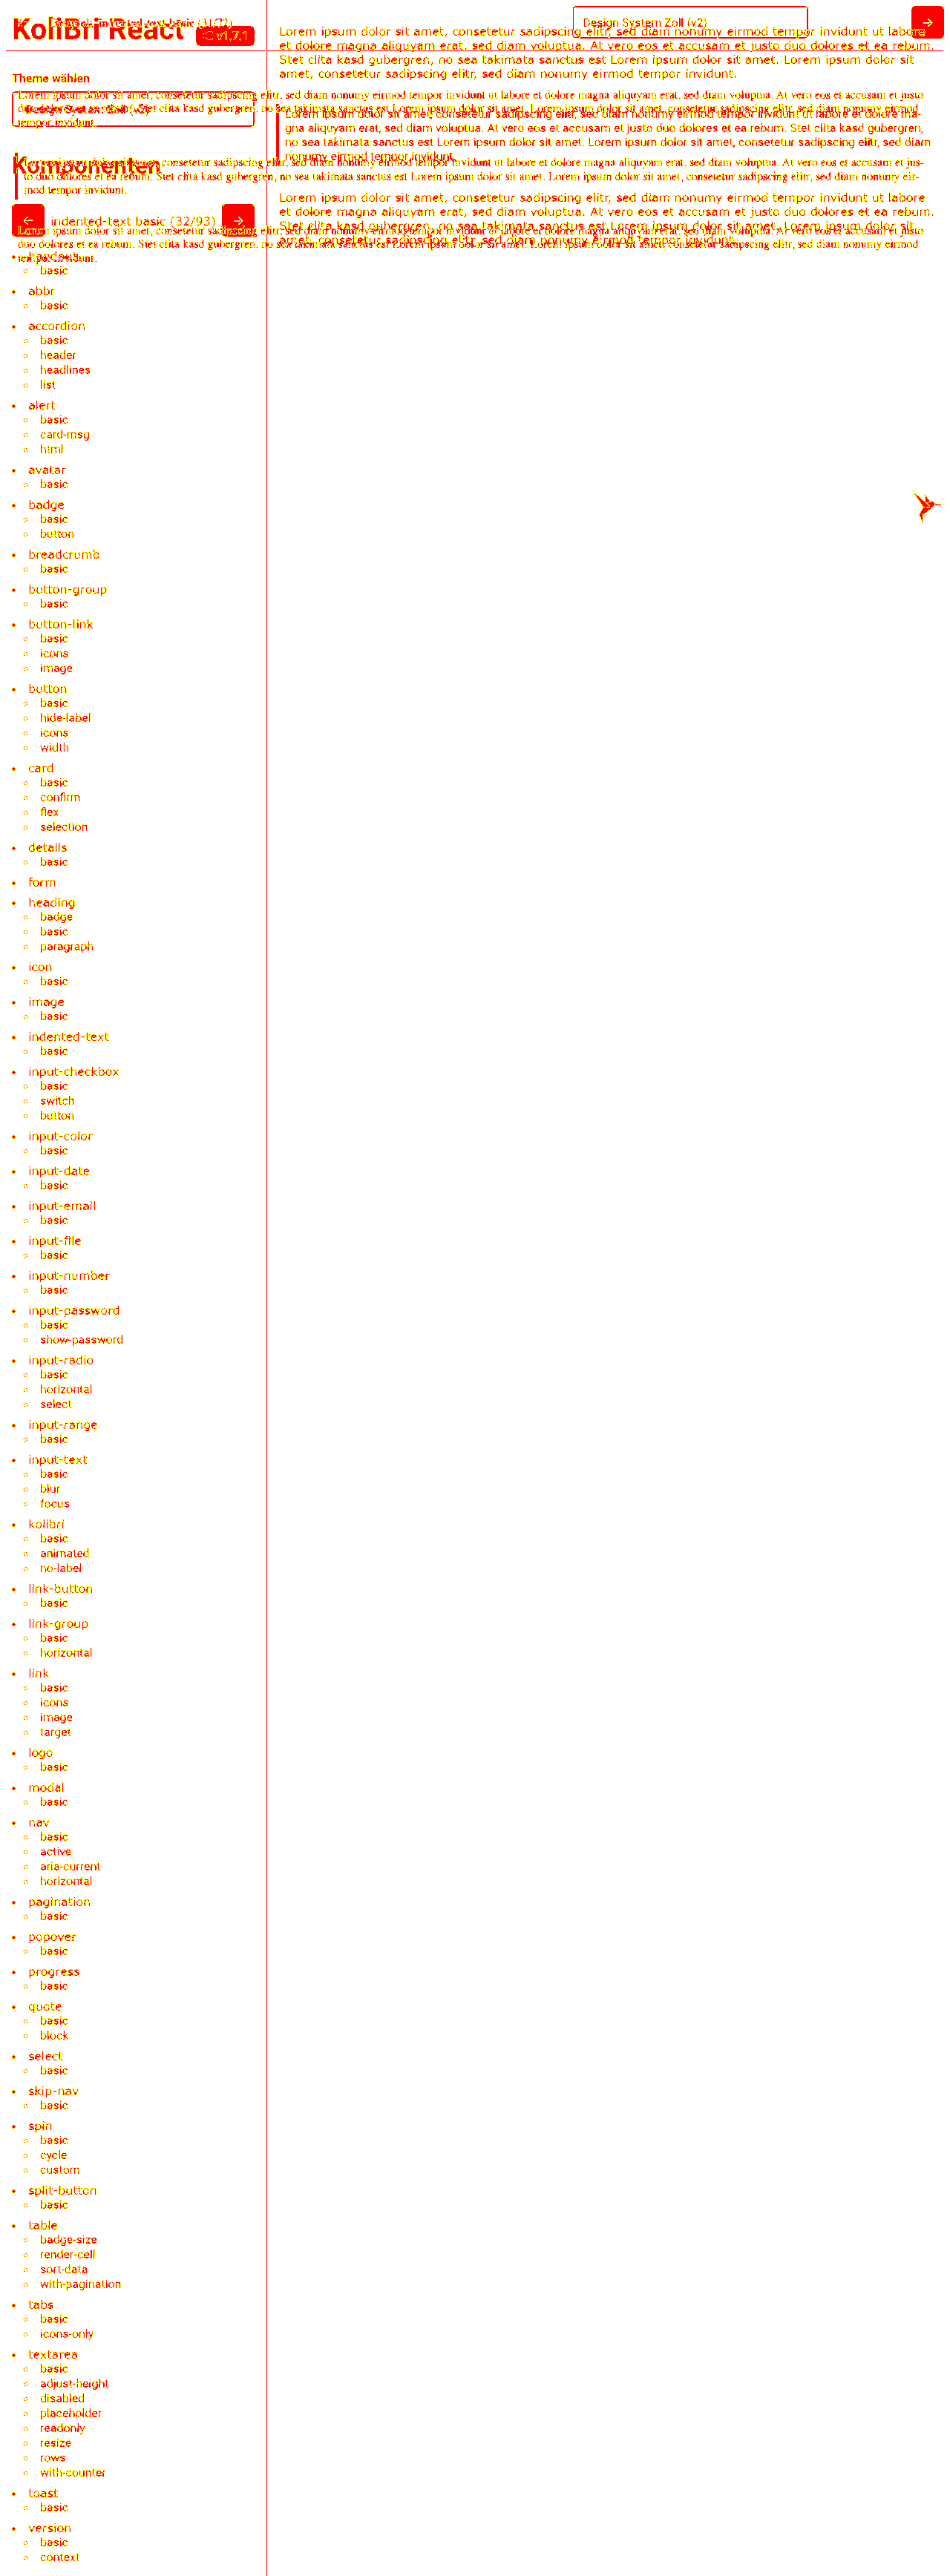 KoliBri React
v1.7.1
Theme wählen
Design System Zoll (v2)
Komponenten
indented-text basic (32/93)
handout
basic
abbr
basic
accordion
basic
header
headlines
list
alert
basic
card-msg
html
avatar
basic
badge
basic
button
breadcrumb
basic
button-group
basic
button-link
basic
icons
image
button
basic
hide-label
icons
width
card
basic
confirm
flex
selection
details
basic
form
heading
badge
basic
paragraph
icon
basic
image
basic
indented-text
basic
input-checkbox
basic
switch
button
input-color
basic
input-date
basic
input-email
basic
input-file
basic
input-number
basic
input-password
basic
show-password
input-radio
basic
horizontal
select
input-range
basic
input-text
basic
blur
focus
kolibri
basic
animated
no-label
link-button
basic
link-group
basic
horizontal
link
basic
icons
image
target
logo
basic
modal
basic
nav
basic
active
aria-current
horizontal
pagination
basic
popover
basic
progress
basic
quote
basic
block
select
basic
skip-nav
basic
spin
basic
cycle
custom
split-button
basic
table
badge-size
render-cell
sort-data
with-pagination
tabs
basic
icons-only
textarea
basic
adjust-height
disabled
placeholder
readonly
resize
rows
with-counter
toast
basic
version
basic
context
Design System Zoll (v2)
Lorem ipsum dolor sit amet, consetetur sadipscing elitr, sed diam nonumy eirmod tempor invidunt ut labore
et dolore magna aliquyam erat, sed diam voluptua. At vero eos et accusam et justo duo dolores et ea rebum.
Stet clita kasd gubergren, no sea takimata sanctus est Lorem ipsum dolor sit amet. Lorem ipsum dolor sit
amet, consetetur sadipscing elitr, sed diam nonumy eirmod tempor invidunt.
Lorem ipsum dolor sit amet, consetetur sadipscing elitr, sed diam nonumy eirmod tempor invidunt ut labore et dolore ma-
gna aliquyam erat, sed diam voluptua. At vero eos et accusam et justo duo dolores et ea rebum. Stet clita kasd gubergren,
no sea takimata sanctus est Lorem ipsum dolor sit amet. Lorem ipsum dolor sit amet, consetetur sadipscing elitr, sed diam
nonumy eirmod tempor invidunt.
Lorem ipsum dolor sit amet, consetetur sadipscing elitr, sed diam nonumy eirmod tempor invidunt ut labore
et dolore magna aliquyam erat, sed diam voluptua. At vero eos et accusam et justo duo dolores et ea rebum.
Stet clita kasd gubergren, no sea takimata sanctus est Lorem ipsum dolor sit amet. Lorem ipsum dolor sit
amet, consetetur sadipscing elitr, sed diam nonumy eirmod tempor invidunt.